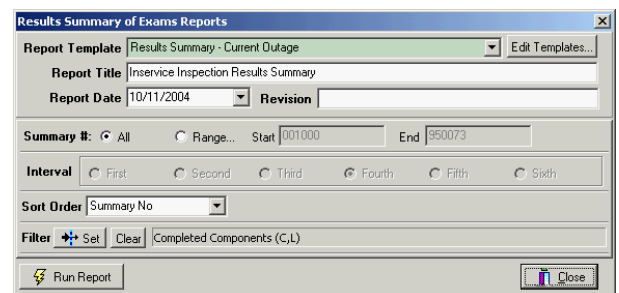 Results Summary of Exams Reports
Report Template Results Summary - Current Outage Edit Templates...
Report Title Inservice Inspection Results Summary
Report Date 10/11/2004 Revision
Summary #: All Range... Start 001000 End 950073
Interval First Second Third Fourth Fifth Sixth
Sort Order Summary No
Filter Set Clear Completed Components (C,L)
Run Report Close